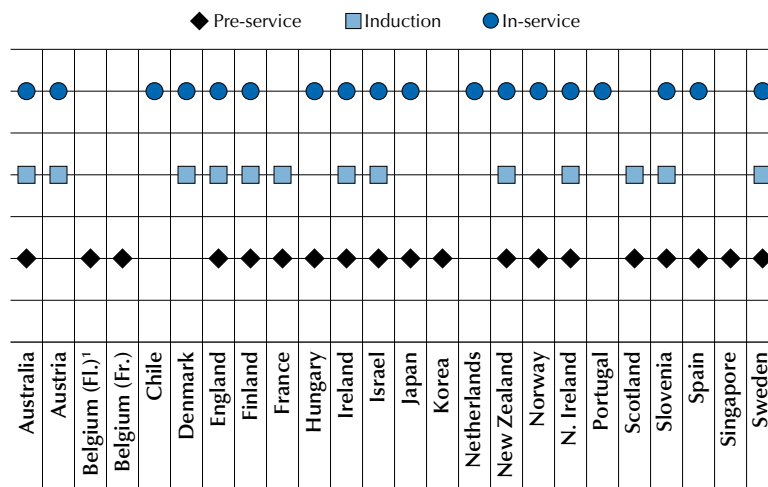 Pre-service Induction In-service
Australia
Austria
Belgium (Fl.)¹
Belgium (Fr.)
Chile
Denmark
England
Finland
France
Hungary
Ireland
Israel
Japan
Korea
Netherlands
New Zealand
Norway
N. Ireland
Portugal
Scotland
Slovenia
Spain
Singapore
Sweden